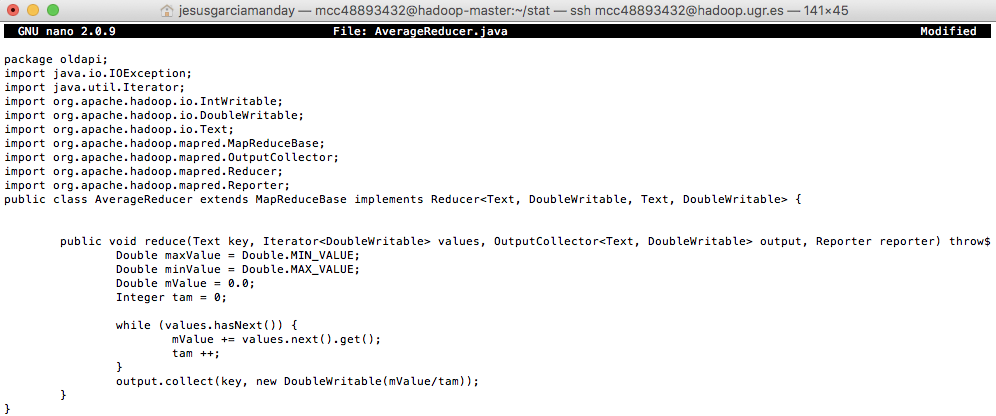 jesusgarciamanday — mcc48893432@hadoop-master:~/stat — ssh mcc48893432@hadoop.ugr.es — 141×45
GNU nano 2.0.9 File: AverageReducer.java Modified
package oldapi;
import java.io.IOException;
import java.util.Iterator;
import org.apache.hadoop.io.IntWritable;
import org.apache.hadoop.io.DoubleWritable;
import org.apache.hadoop.io.Text;
import org.apache.hadoop.mapred.MapReduceBase;
import org.apache.hadoop.mapred.OutputCollector;
import org.apache.hadoop.mapred.Reducer;
import org.apache.hadoop.mapred.Reporter;
public class AverageReducer extends MapReduceBase implements Reducer<Text, DoubleWritable, Text, DoubleWritable> {
public void reduce(Text key, Iterator<DoubleWritable> values, OutputCollector<Text, DoubleWritable> output, Reporter reporter) throw$
Double maxValue = Double.MIN_VALUE;
Double minValue = Double.MAX_VALUE;
Double mValue = 0.0;
Integer tam = 0;
while (values.hasNext()) {
mValue += values.next().get();
tam ++;
}
output.collect(key, new DoubleWritable(mValue/tam));
}
}